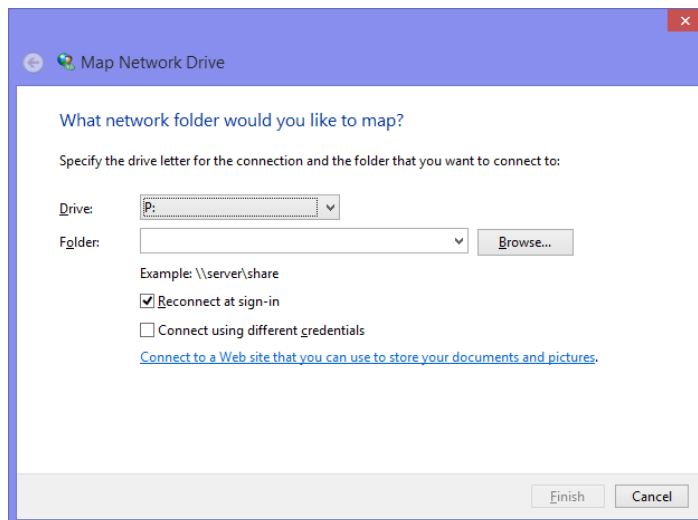 Map Network Drive
What network folder would you like to map?
Specify the drive letter for the connection and the folder that you want to connect to:
Drive: P:
Folder: Browse...
Example: \\server\share
Reconnect at sign-in
Connect using different credentials
Connect to a Web site that you can use to store your documents and pictures.
Finish Cancel